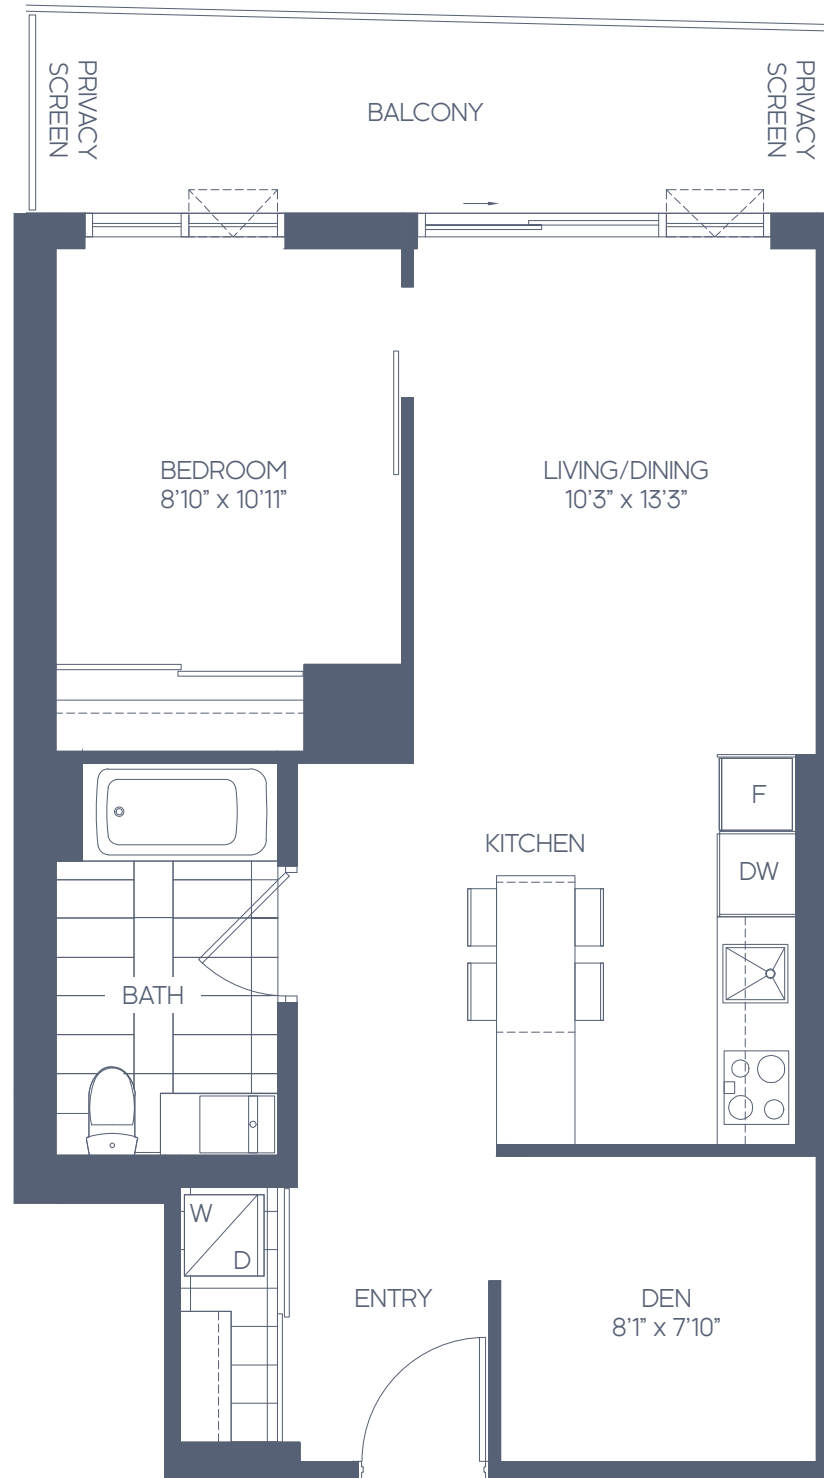 PRIVACY
SCREEN
BALCONY
PRIVACY
SCREEN
BEDROOM
8'10" x 10'11"
LIVING/DINING
10'3" x 13'3"
F
KITCHEN
DW
BATH
W
D
ENTRY
DEN
8'1" x 7'10"